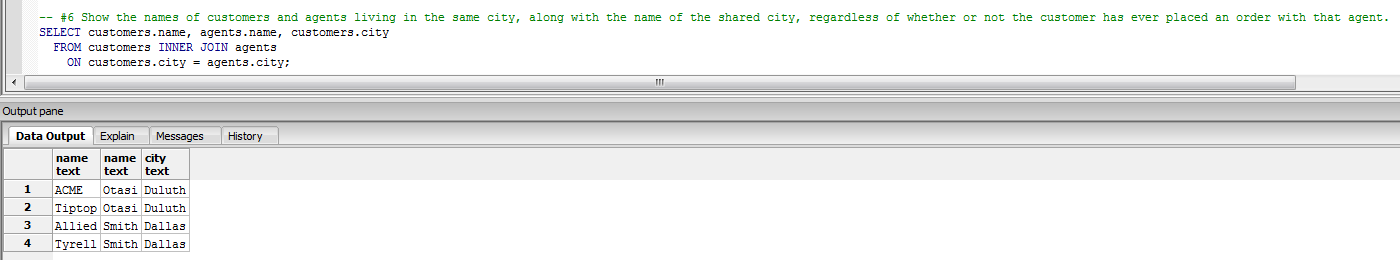 -- #6 Show the names of customers and agents living in the same city, along with the name of the shared city, regardless of whether or not the customer has ever placed an order with that agent.
SELECT customers.name, agents.name, customers.city
FROM customers INNER JOIN agents
ON customers.city = agents.city;
Output pane
Data Output Explain Messages History
name name city
text text text
1 ACME Otasi Duluth
2 Tiptop Otasi Duluth
3 Allied Smith Dallas
4 Tyrell Smith Dallas